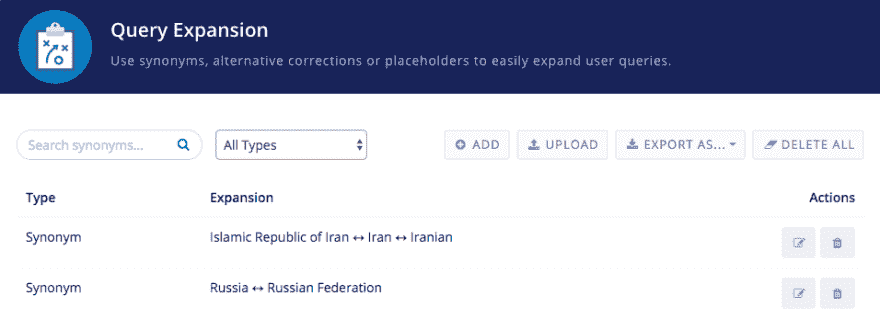 Query Expansion
Use synonyms, alternative corrections or placeholders to easily expand user queries.
Search synonyms...
All Types
ADD
UPLOAD
EXPORT AS...
DELETE ALL
Type Expansion Actions
Synonym Islamic Republic of Iran ↔ Iran ↔ Iranian
Synonym Russia ↔ Russian Federation